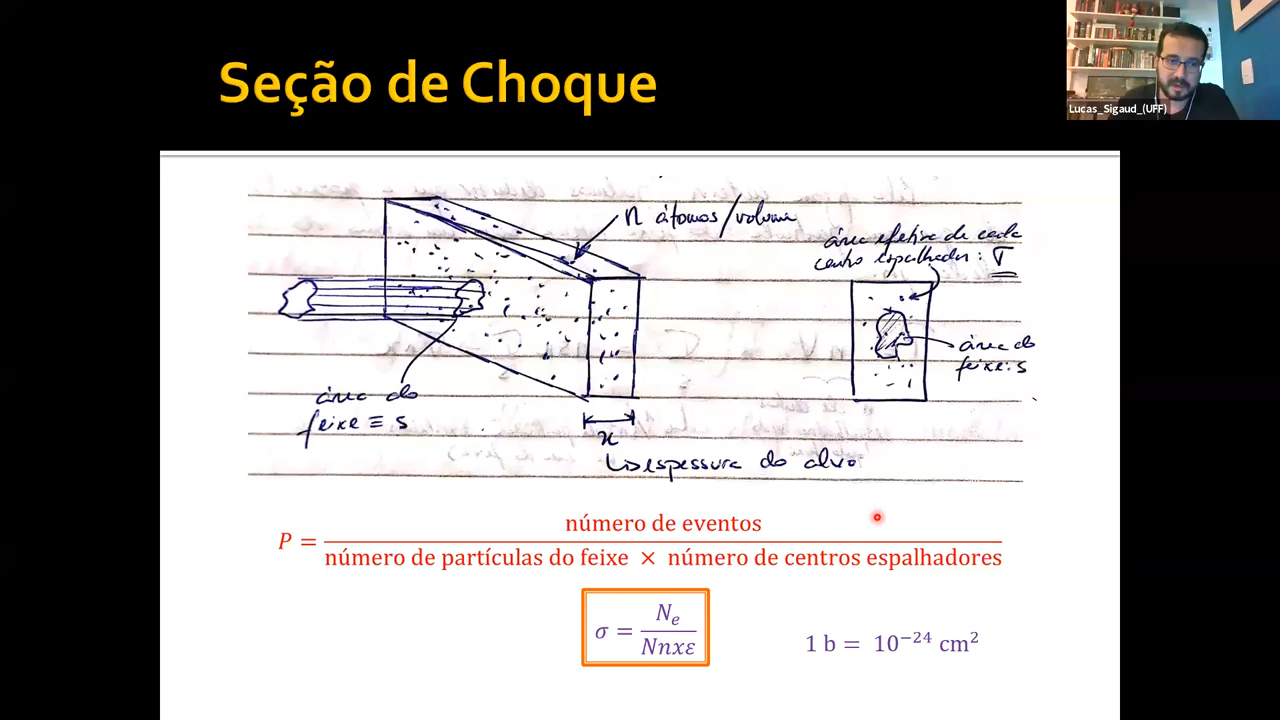 Seção de Choque
Lucas_Sigaud_(UFF)
n átomos/volume
área efetiva de cada
centro espalhador: σ
área do
feixe ≡ s
área do
feixe: s
x
↳ espessura do alvo
P = número de eventos / número de partículas do feixe × número de centros espalhadores
σ = Nₑ / Nnxε
1 b = 10⁻²⁴ cm²